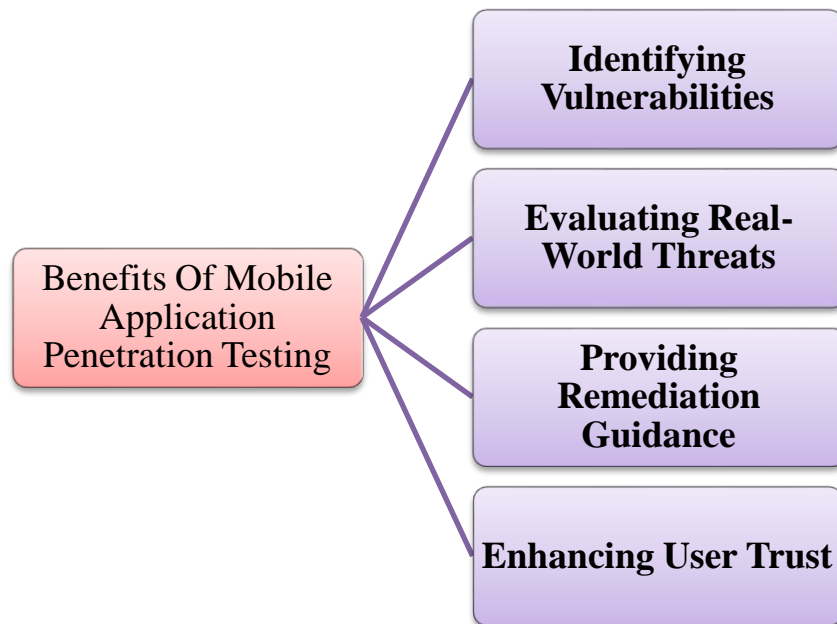 Identifying
Vulnerabilities
Evaluating Real-
World Threats
Benefits Of Mobile
Application
Penetration Testing
Providing
Remediation
Guidance
Enhancing User Trust